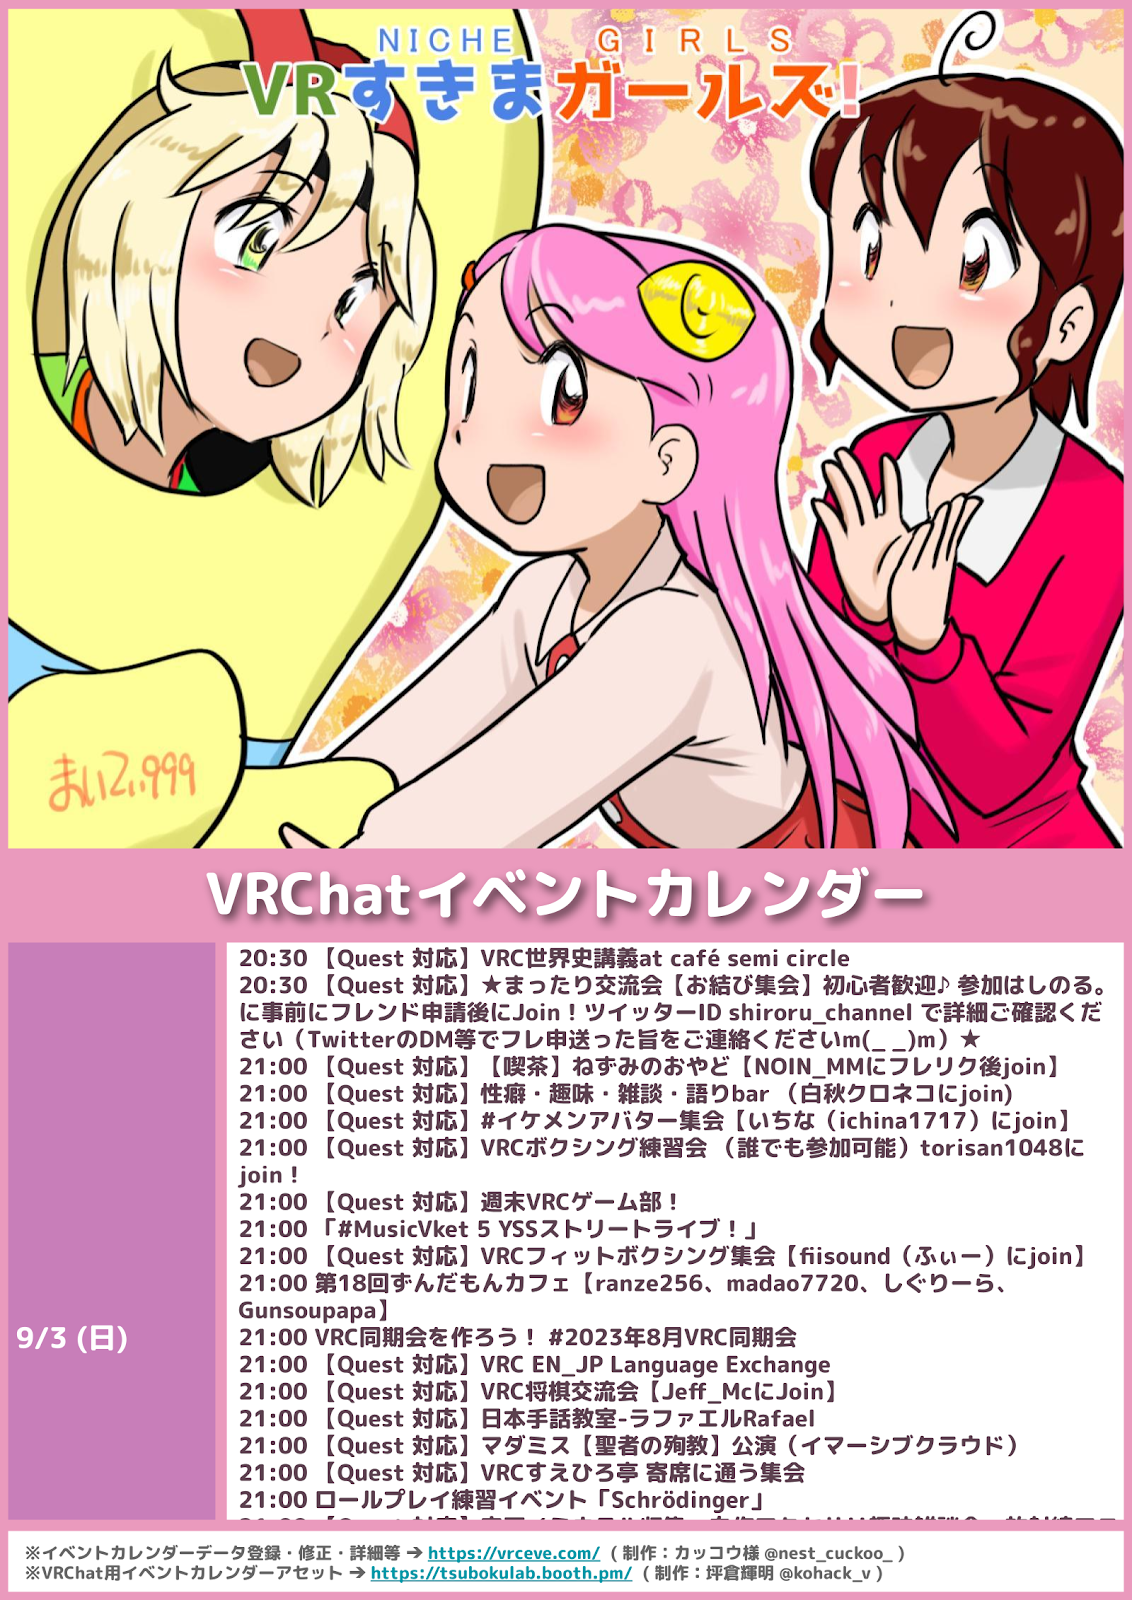 NICHE GIRLS
VRすきまガールズ!
まいてぃ999
VRChatイベントカレンダー
9/3 (日)
20:30 【Quest 対応】VRC世界史講義at café semi circle
20:30 【Quest 対応】★まったり交流会【お結び集会】初心者歓迎♪ 参加はしのる。
に事前にフレンド申請後にJoin！ツイッターID shiroru_channel で詳細ご確認くだ
さい（TwitterのDM等でフレ申送った旨をご連絡くださいm(_ _)m）★
21:00 【Quest 対応】【喫茶】ねずみのおやど【NOIN_MMにフレリク後join】
21:00 【Quest 対応】性癖・趣味・雑談・語りbar （白秋クロネコにjoin)
21:00 【Quest 対応】#イケメンアバター集会【いちな（ichina1717）にjoin】
21:00 【Quest 対応】VRCボクシング練習会 （誰でも参加可能）torisan1048に
join！
21:00 【Quest 対応】週末VRCゲーム部！
21:00 「#MusicVket 5 YSSストリートライブ！」
21:00 【Quest 対応】VRCフィットボクシング集会【fiisound（ふぃー）にjoin】
21:00 第18回ずんだもんカフェ【ranze256、madao7720、しぐりーら、
Gunsoupapa】
21:00 VRC同期会を作ろう！ #2023年8月VRC同期会
21:00 【Quest 対応】VRC EN_JP Language Exchange
21:00 【Quest 対応】VRC将棋交流会【Jeff_McにJoin】
21:00 【Quest 対応】日本手話教室-ラファエルRafael
21:00 【Quest 対応】マダミス【聖者の殉教】公演（イマーシブクラウド）
21:00 【Quest 対応】VRCすえひろ亭 寄席に通う集会
21:00 ロールプレイ練習イベント「Schrödinger」
21:00 【Quest 対応】
※イベントカレンダーデータ登録・修正・詳細等 ➔ https://vrceve.com/ ( 制作：カッコウ様 @nest_cuckoo_ )
※VRChat用イベントカレンダーアセット ➔ https://tsubokulab.booth.pm/ ( 制作：坪倉輝明 @kohack_v )